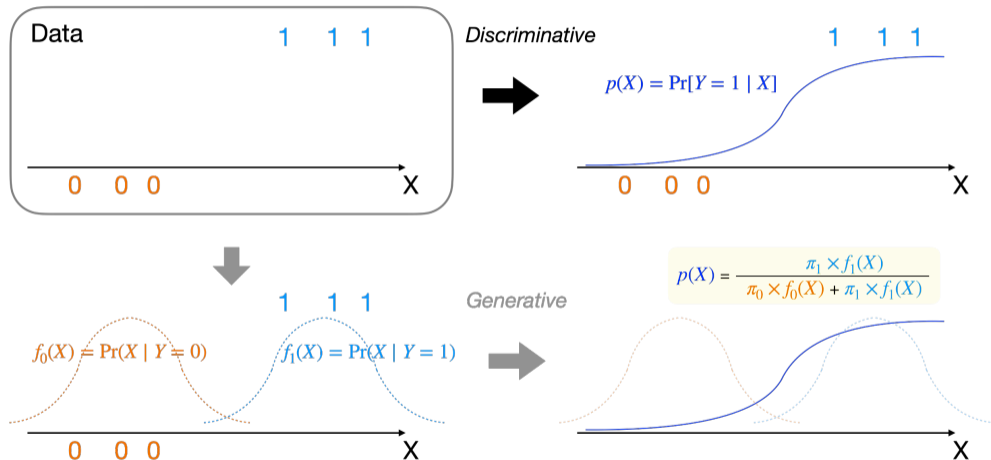 Data
1 1 1
0 0 0
X
Discriminative
1 1 1
p(X) = Pr[Y = 1 | X]
0 0 0
X
1 1 1
f₀(X) = Pr(X | Y = 0)
f₁(X) = Pr(X | Y = 1)
0 0 0
X
Generative
p(X) = π₁ × f₁(X)
π₀ × f₀(X) + π₁ × f₁(X)
X